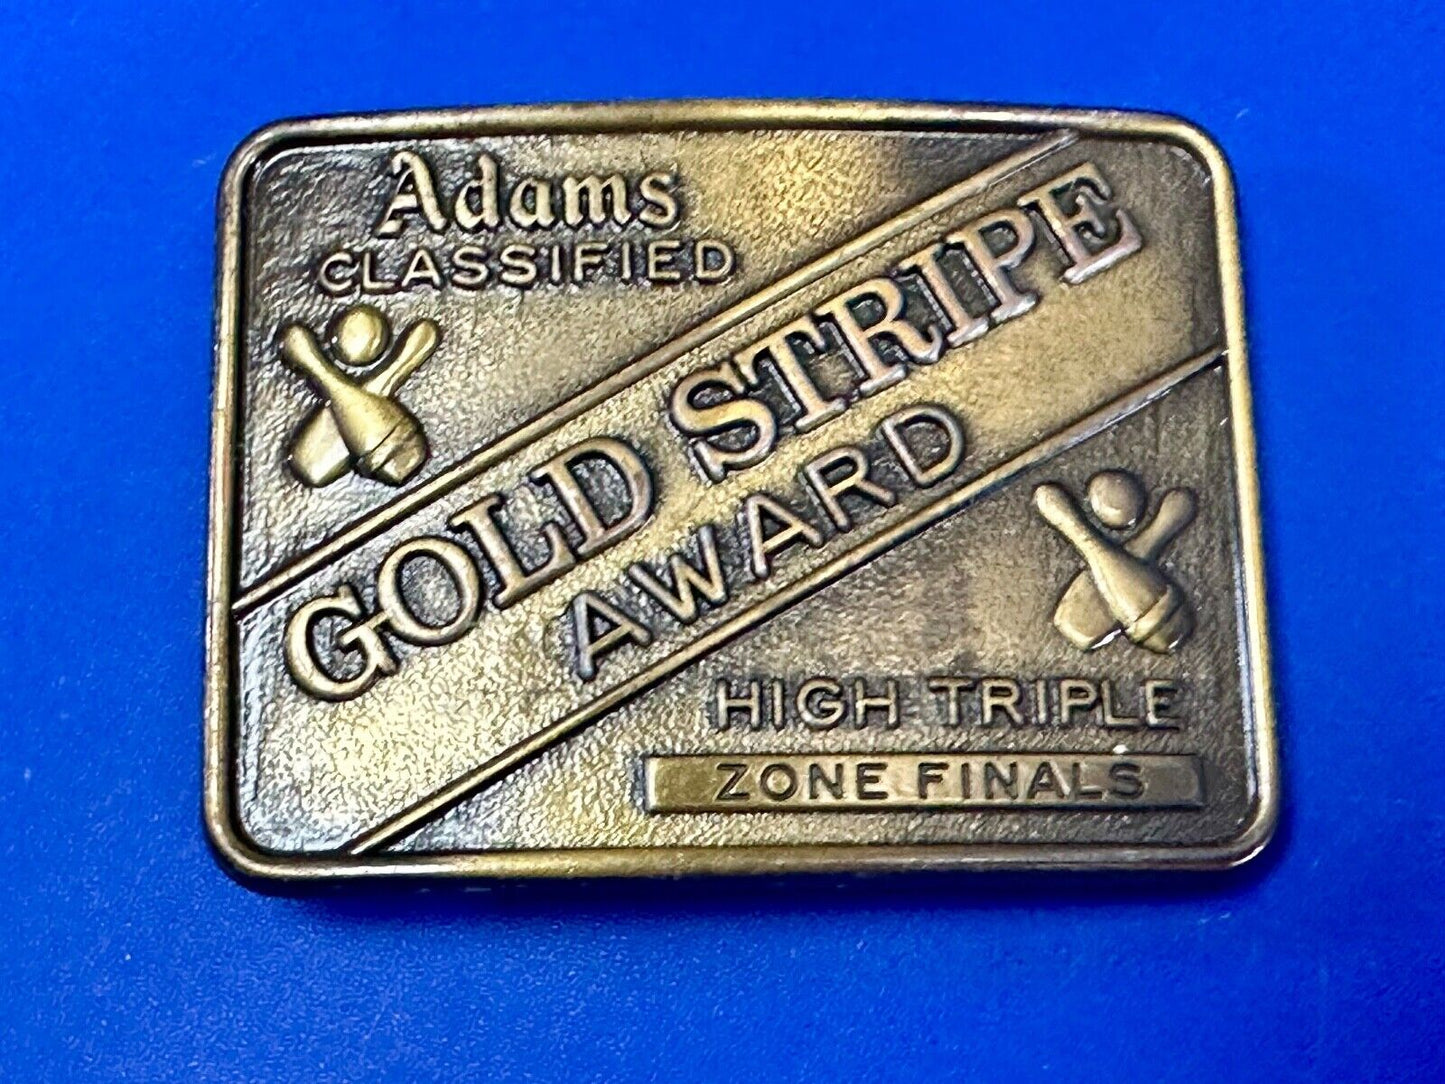 Adams
CLASSIFIED
GOLD STRIPE
AWARD
HIGH TRIPLE
ZONE FINALS